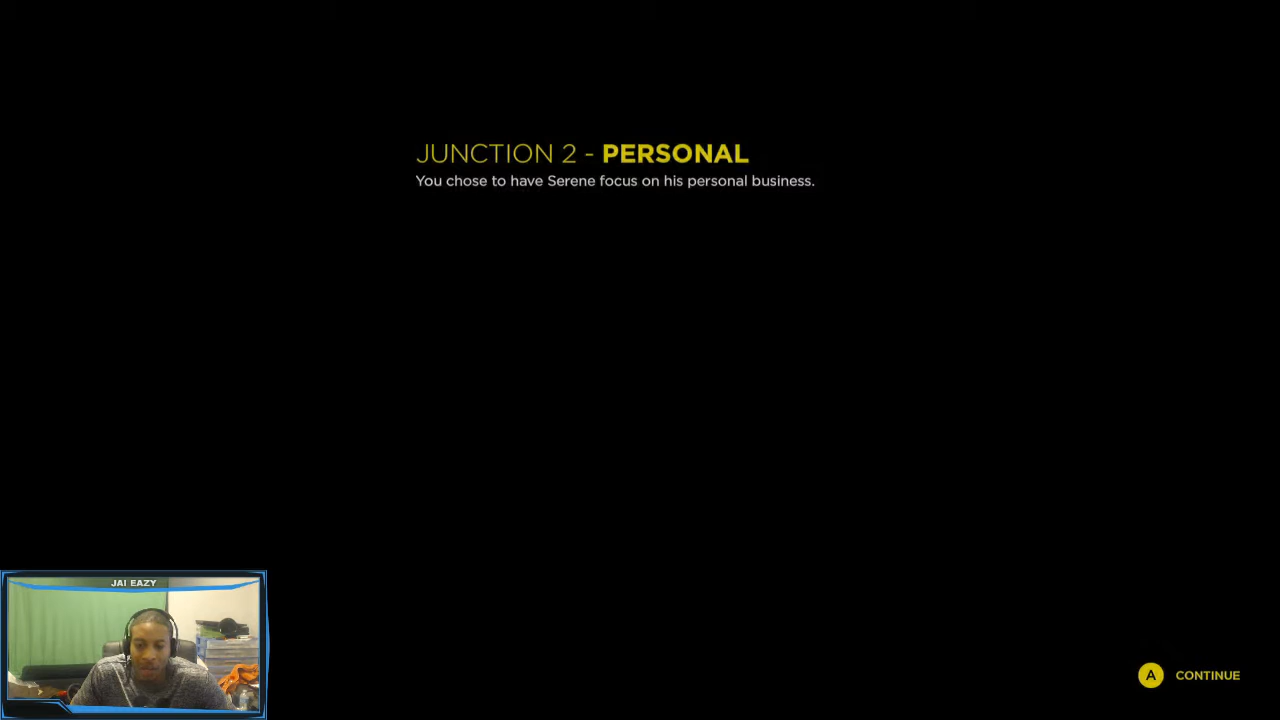 JUNCTION 2 - PERSONAL
You chose to have Serene focus on his personal business.
JAI EAZY
A CONTINUE